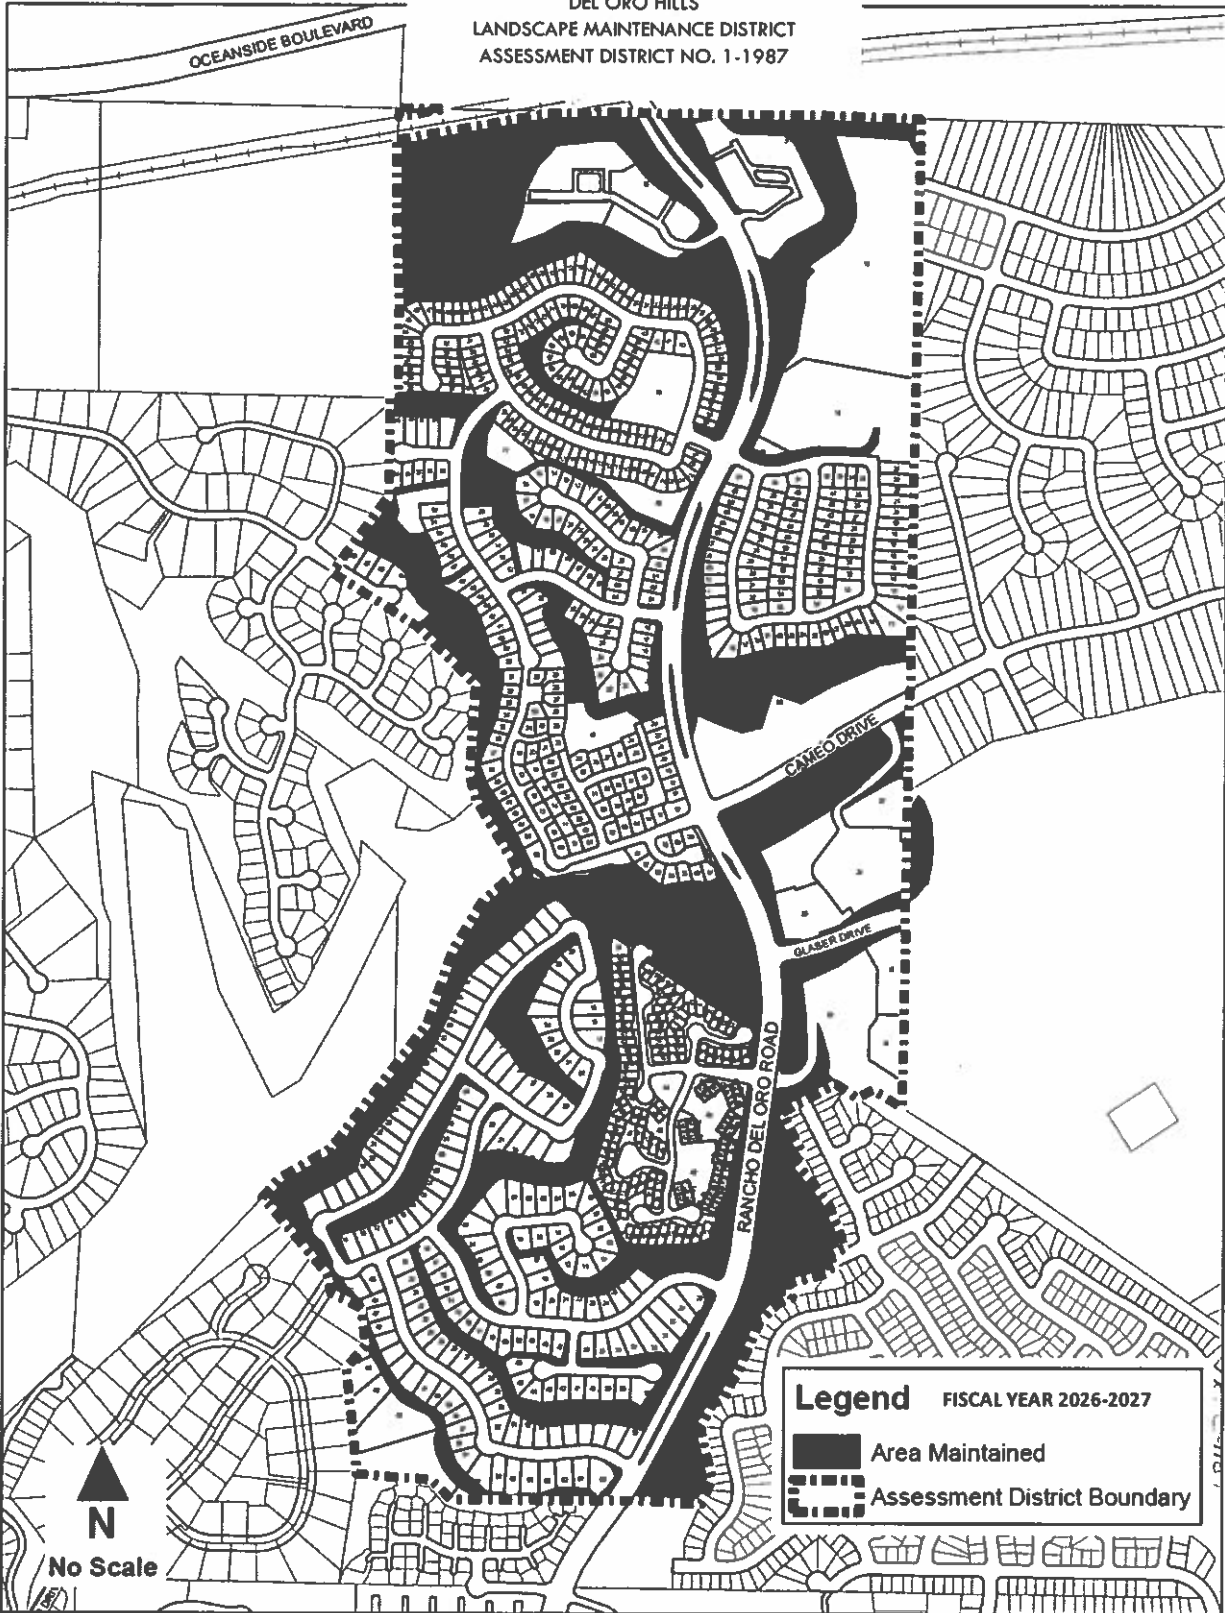 DEL ORO HILLS
LANDSCAPE MAINTENANCE DISTRICT
ASSESSMENT DISTRICT NO. 1-1987
OCEANSIDE BOULEVARD
CAMEO DRIVE
GLASER DRIVE
RANCHO DEL ORO ROAD
Legend FISCAL YEAR 2026-2027
Area Maintained
Assessment District Boundary
N
No Scale